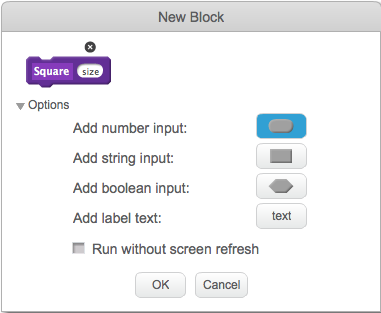 New Block
Square size
Options
Add number input:
Add string input:
Add boolean input:
Add label text: text
Run without screen refresh
OK Cancel